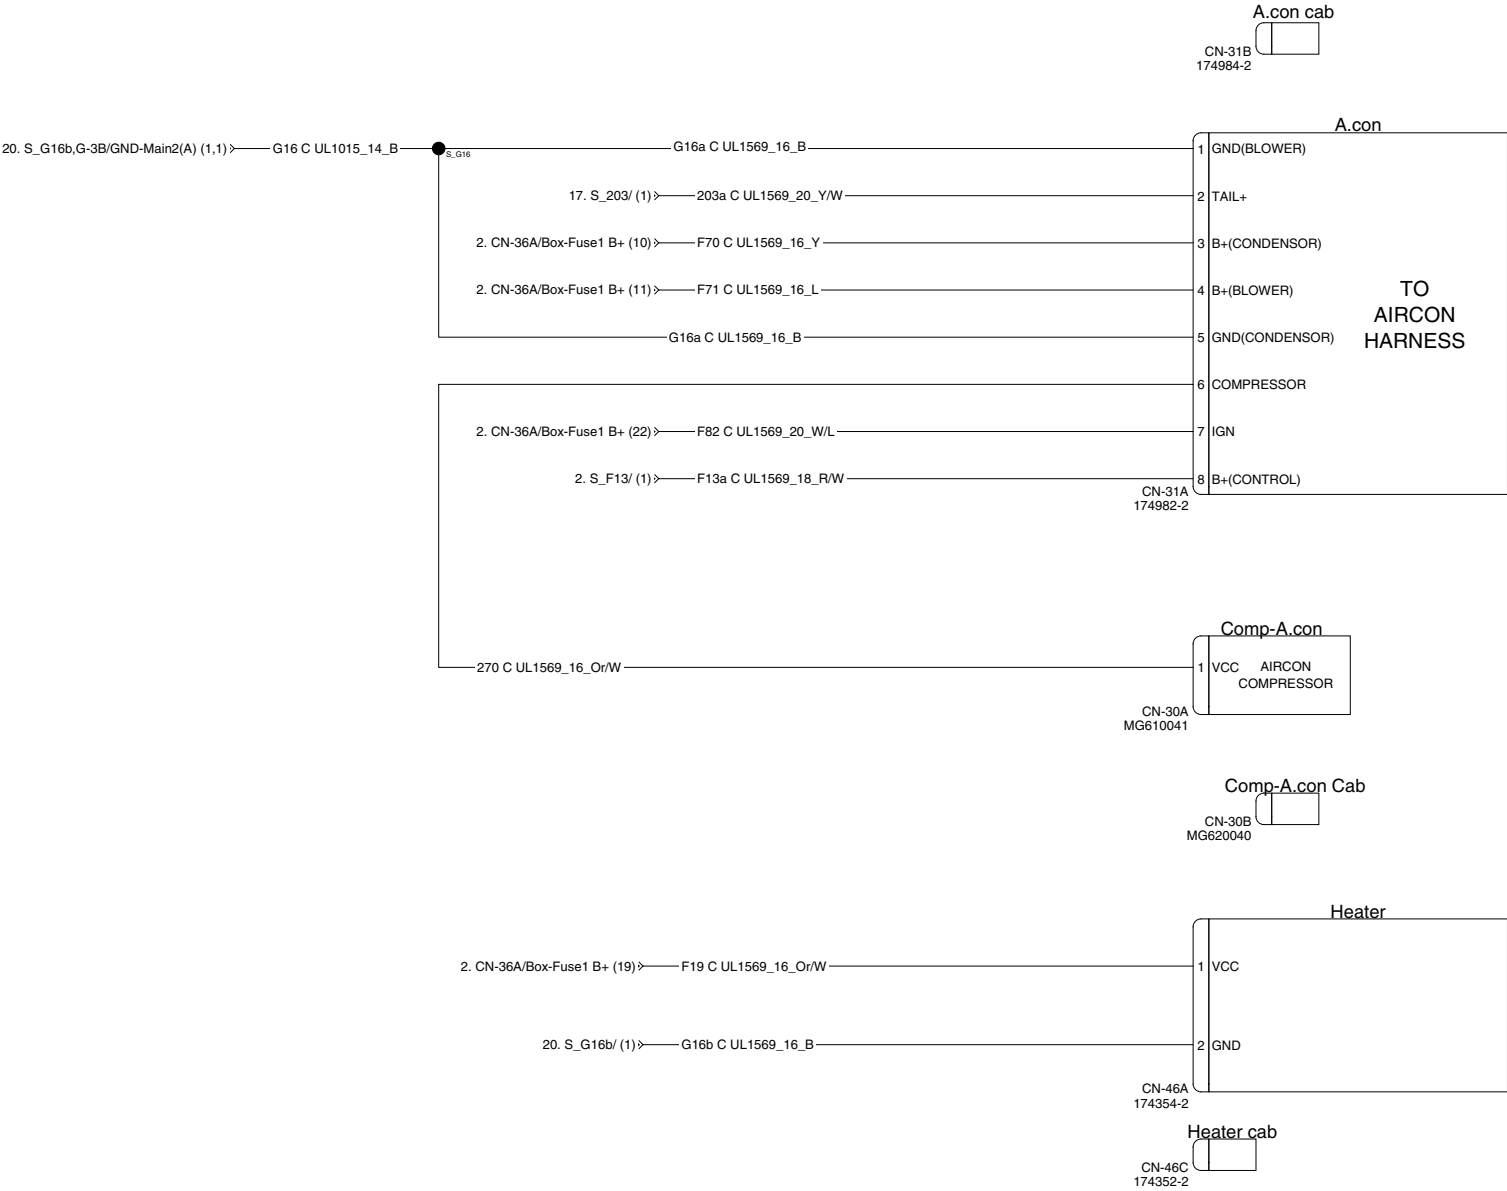 A.con cab
CN-31B
174984-2
A.con
20. S_G16b,G-3B/GND-Main2(A) (1,1) G16 C UL1015_14_B S_G16 G16a C UL1569_16_B 1 GND(BLOWER)
17. S_203/ (1) 203a C UL1569_20_Y/W 2 TAIL+
2. CN-36A/Box-Fuse1 B+ (10) F70 C UL1569_16_Y 3 B+(CONDENSOR)
2. CN-36A/Box-Fuse1 B+ (11) F71 C UL1569_16_L 4 B+(BLOWER)
TO
AIRCON
HARNESS
G16a C UL1569_16_B 5 GND(CONDENSOR)
6 COMPRESSOR
2. CN-36A/Box-Fuse1 B+ (22) F82 C UL1569_20_W/L 7 IGN
2. S_F13/ (1) F13a C UL1569_18_R/W 8 B+(CONTROL)
CN-31A
174982-2
Comp-A.con
270 C UL1569_16_Or/W 1 VCC AIRCON
COMPRESSOR
CN-30A
MG610041
Comp-A.con Cab
CN-30B
MG620040
Heater
2. CN-36A/Box-Fuse1 B+ (19) F19 C UL1569_16_Or/W 1 VCC
20. S_G16b/ (1) G16b C UL1569_16_B 2 GND
CN-46A
174354-2
Heater cab
CN-46C
174352-2